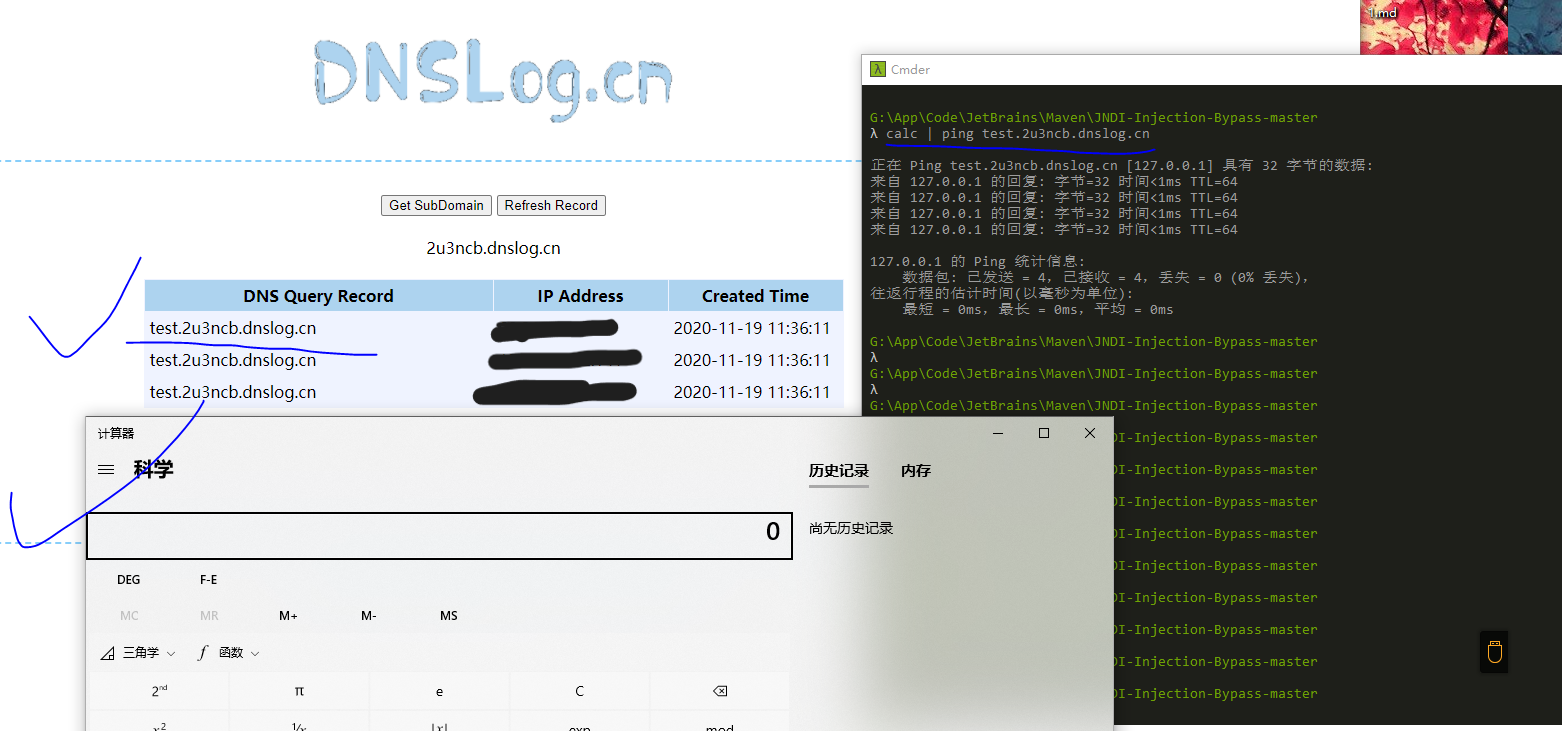 DNSLog.cn
Get SubDomain Refresh Record
2u3ncb.dnslog.cn
DNS Query Record IP Address Created Time
test.2u3ncb.dnslog.cn 2020-11-19 11:36:11
test.2u3ncb.dnslog.cn 2020-11-19 11:36:11
test.2u3ncb.dnslog.cn 2020-11-19 11:36:11
1.md
Cmder
G:\App\Code\JetBrains\Maven\JNDI-Injection-Bypass-master
λ calc | ping test.2u3ncb.dnslog.cn
正在 Ping test.2u3ncb.dnslog.cn [127.0.0.1] 具有 32 字节的数据:
来自 127.0.0.1 的回复: 字节=32 时间<1ms TTL=64
来自 127.0.0.1 的回复: 字节=32 时间<1ms TTL=64
来自 127.0.0.1 的回复: 字节=32 时间<1ms TTL=64
来自 127.0.0.1 的回复: 字节=32 时间<1ms TTL=64
127.0.0.1 的 Ping 统计信息:
数据包: 已发送 = 4，已接收 = 4，丢失 = 0 (0% 丢失)，
往返行程的估计时间(以毫秒为单位):
最短 = 0ms，最长 = 0ms，平均 = 0ms
G:\App\Code\JetBrains\Maven\JNDI-Injection-Bypass-master
λ
G:\App\Code\JetBrains\Maven\JNDI-Injection-Bypass-master
λ
G:\App\Code\JetBrains\Maven\JNDI-Injection-Bypass-master
DI-Injection-Bypass-master
DI-Injection-Bypass-master
DI-Injection-Bypass-master
DI-Injection-Bypass-master
DI-Injection-Bypass-master
DI-Injection-Bypass-master
DI-Injection-Bypass-master
DI-Injection-Bypass-master
DI-Injection-Bypass-master
计算器
科学
历史记录 内存
0
尚无历史记录
DEG F-E
MC MR M+ M- MS
三角学 f 函数
2nd π e C
x2 1/x |x| exp mod